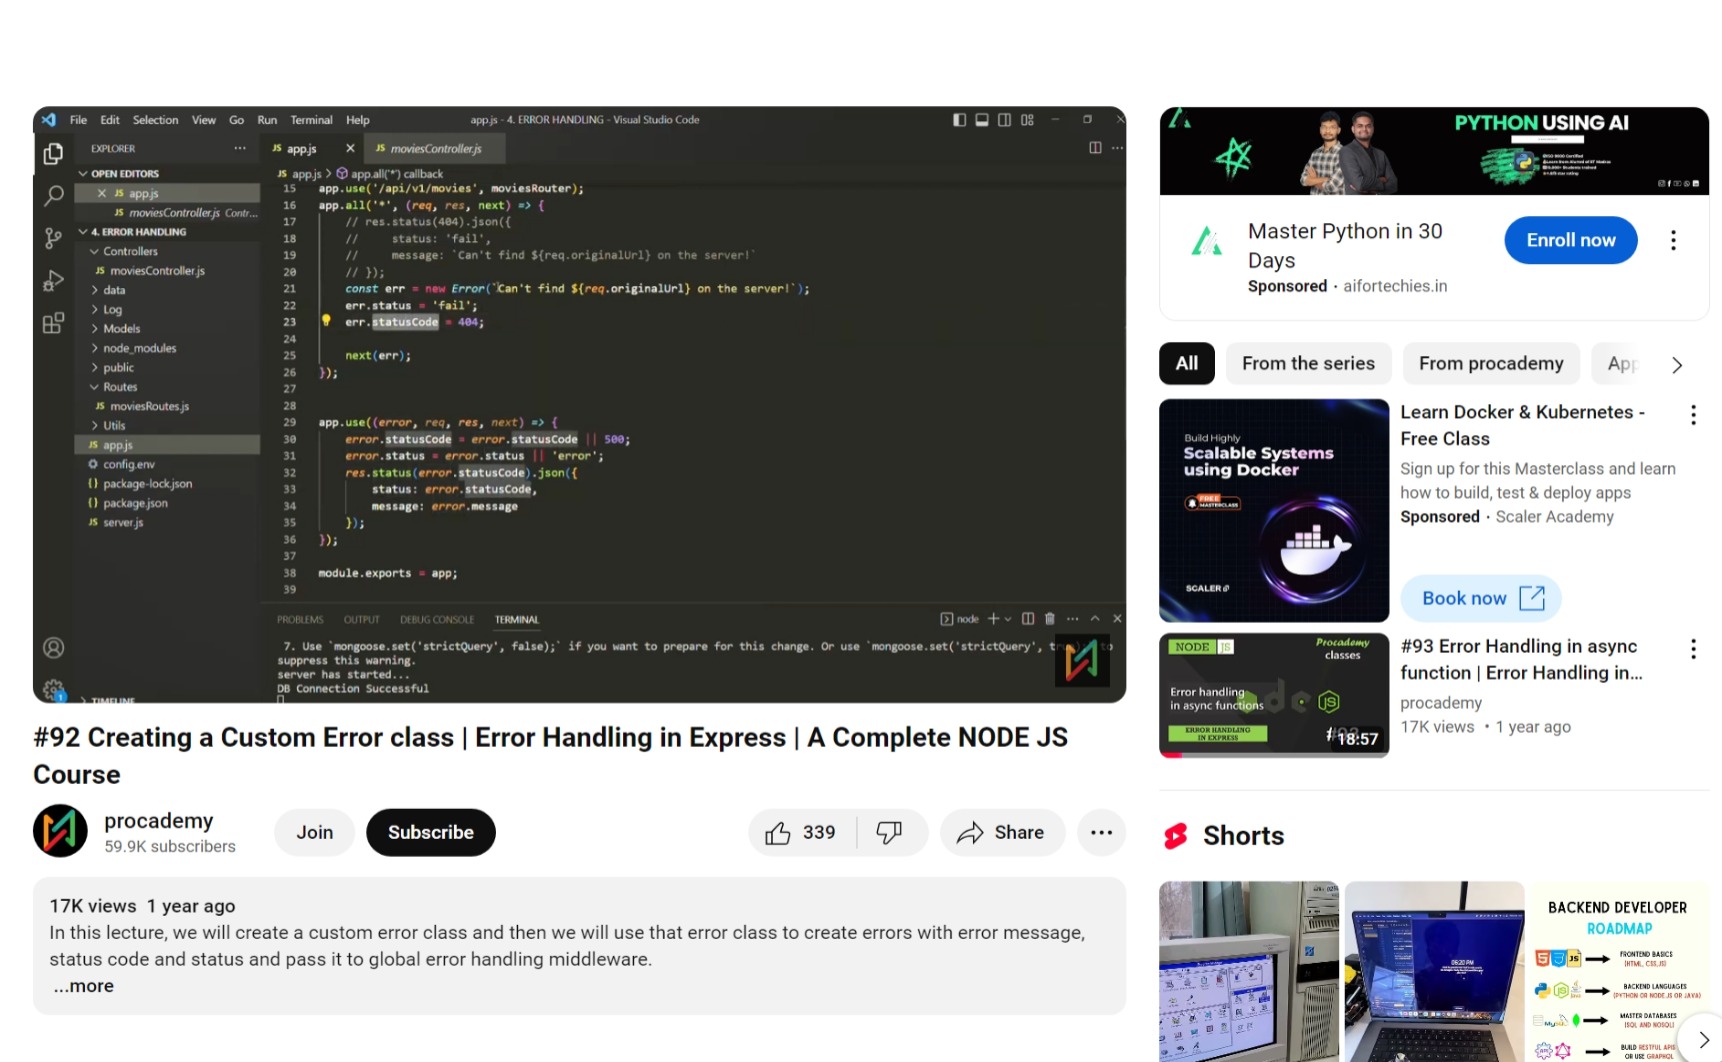 File Edit Selection View Go Run Terminal Help
app.js - 4. ERROR HANDLING - Visual Studio Code
EXPLORER
OPEN EDITORS
JS app.js
JS moviesController.js Contr...
4. ERROR HANDLING
Controllers
JS moviesController.js
data
Log
Models
node_modules
public
Routes
JS moviesRoutes.js
Utils
JS app.js
config.env
{} package-lock.json
{} package.json
JS server.js
TIMELINE
JS app.js
JS moviesController.js
JS app.js > app.all('*') callback
15 app.use('/api/v1/movies', moviesRouter);
16 app.all('*', (req, res, next) => {
17 // res.status(404).json({
18 // status: 'fail',
19 // message: `Can't find ${req.originalUrl} on the server!`
20 // });
21 const err = new Error(`Can't find ${req.originalUrl} on the server!`);
22 err.status = 'fail';
23 err.statusCode = 404;
24
25 next(err);
26 });
27
28
29 app.use((error, req, res, next) => {
30 error.statusCode = error.statusCode || 500;
31 error.status = error.status || 'error';
32 res.status(error.statusCode).json({
33 status: error.statusCode,
34 message: error.message
35 });
36 });
37
38 module.exports = app;
39
PROBLEMS OUTPUT DEBUG CONSOLE TERMINAL
node
7. Use `mongoose.set('strictQuery', false);` if you want to prepare for this change. Or use `mongoose.set('strictQuery', to
suppress this warning.
server has started...
DB Connection Successful
#92 Creating a Custom Error class | Error Handling in Express | A Complete NODE JS
Course
procademy
59.9K subscribers
Join
Subscribe
339
Share
17K views 1 year ago
In this lecture, we will create a custom error class and then we will use that error class to create errors with error message,
status code and status and pass it to global error handling middleware.
...more
PYTHON USING AI
Master Python in 30
Days
Sponsored · aifortechies.in
Enroll now
All
From the series
From procademy
App
Build Highly
Scalable Systems
using Docker
FREE
MASTERCLASS
SCALER
Learn Docker & Kubernetes -
Free Class
Sign up for this Masterclass and learn
how to build, test & deploy apps
Sponsored · Scaler Academy
Book now
NODE JS
Procademy
classes
Error handling
in async functions
ERROR HANDLING
IN EXPRESS
18:57
#93 Error Handling in async
function | Error Handling in...
procademy
17K views • 1 year ago
Shorts
BACKEND DEVELOPER
ROADMAP
FRONTEND BASICS
(HTML, CSS,JS)
BACKEND LANGUAGES
(PYTHON OR NODE.JS OR JAVA)
MASTER DATABASES
(SQL AND NOSQL)
BUILD RESTFUL APIS
OR USE GRAPHQL